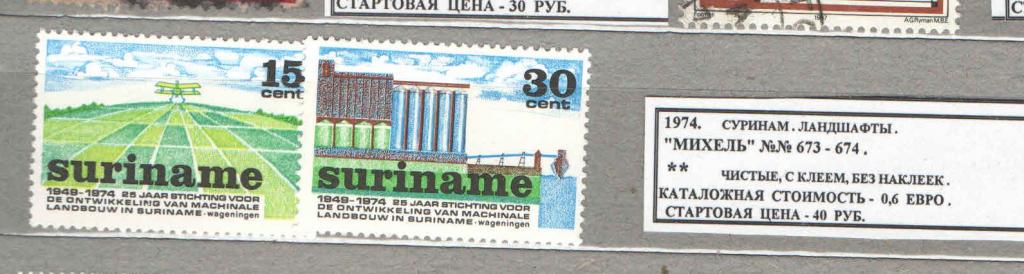 СТАРТОВАЯ ЦЕНА - 30 РУБ.
1967
A.G.Ryman M.B.E.
15
cent
suriname
1949-1974 25 JAAR STICHTING VOOR
DE ONTWIKKELING VAN MACHINALE
LANDBOUW IN SURINAME - wageningen
30
cent
suriname
1949-1974 25 JAAR STICHTING VOOR
DE ONTWIKKELING VAN MACHINALE
LANDBOUW IN SURINAME - wageningen
1974. СУРИНАМ . ЛАНДШАФТЫ .
"МИХЕЛЬ" №№ 673 - 674 .
** ЧИСТЫЕ, С КЛЕЕМ, БЕЗ НАКЛЕЕК .
КАТАЛОЖНАЯ СТОИМОСТЬ - 0,6 ЕВРО .
СТАРТОВАЯ ЦЕНА - 40 РУБ.